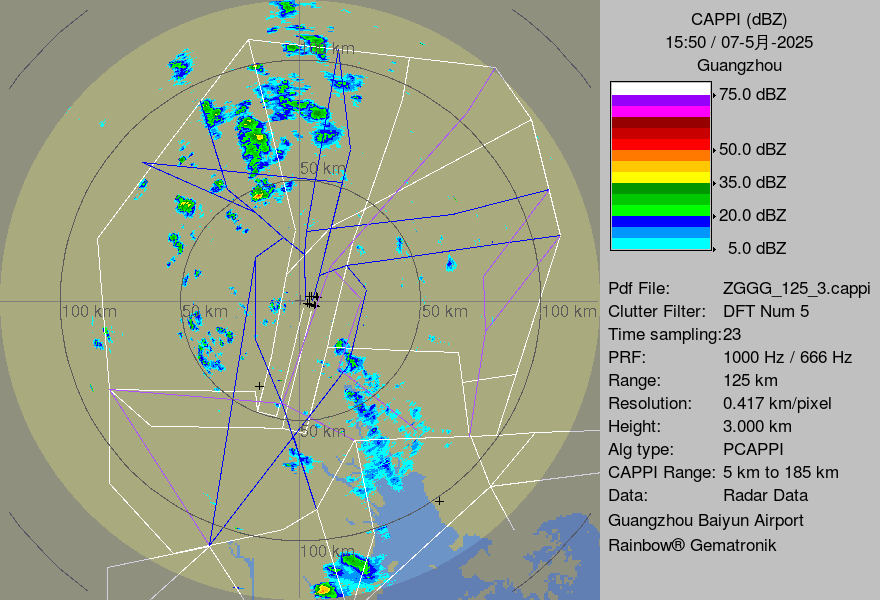 CAPPI (dBZ)
15:50 / 07-5月-2025
Guangzhou
75.0 dBZ
50.0 dBZ
35.0 dBZ
20.0 dBZ
5.0 dBZ
Pdf File: ZGGG_125_3.cappi
Clutter Filter: DFT Num 5
Time sampling:23
PRF: 1000 Hz / 666 Hz
Range: 125 km
Resolution: 0.417 km/pixel
Height: 3.000 km
Alg type: PCAPPI
CAPPI Range: 5 km to 185 km
Data: Radar Data
Guangzhou Baiyun Airport
Rainbow® Gematronik
100 km
50 km
100 km
50 km
50 km
100 km
50 km
100 km